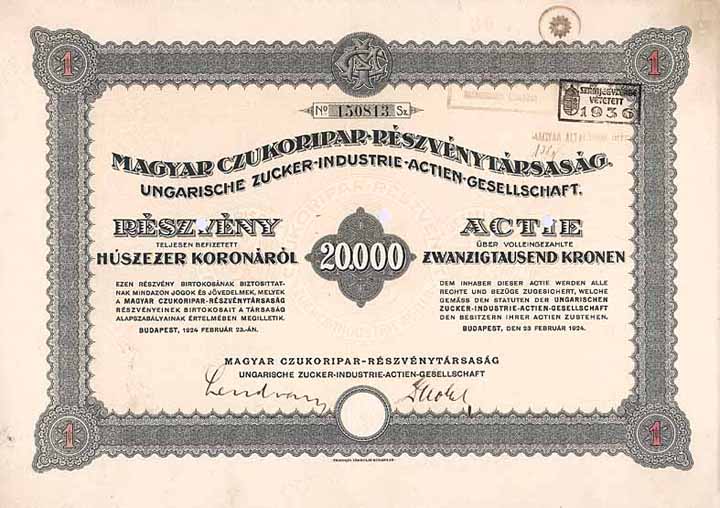 1 1
No 150813 Sz.
SZÁMJEGYZÉKBE
VÉTETETT
1936
MAGYAR CZUKORIPAR-RÉSZVÉNYTÁRSASÁG.
UNGARISCHE ZUCKER-INDUSTRIE-ACTIEN-GESELLSCHAFT.
RÉSZVÉNY
TELJESEN BEFIZETETT
HÚSZEZER KORONÁRÓL
EZEN RÉSZVÉNY BIRTOKOSÁNAK BIZTOSITTAT-
NAK MINDAZON JOGOK ÉS JÖVEDELMEK, MELYEK
A MAGYAR CZUKORIPAR-RÉSZVÉNYTÁRSASÁG
RÉSZVÉNYEINEK BIRTOKOSAIT A TÁRSASÁG
ALAPSZABÁLYAINAK ÉRTELMÉBEN MEGILLETIK.
BUDAPEST, 1924 FEBRUÁR 23.-ÁN.
20.000
ACTIE
ÜBER VOLLEINGEZAHLTE
ZWANZIGTAUSEND KRONEN
DEM INHABER DIESER ACTIE WERDEN ALLE
RECHTE UND BEZÜGE ZUGESICHERT, WELCHE
GEMÄSS DEN STATUTEN DER UNGARISCHEN
ZUCKER-INDUSTRIE-ACTIEN-GESELLSCHAFT
DEN BESITZERN IHRER ACTIEN ZUSTEHEN.
BUDAPEST, DEN 23 FEBRUAR 1924.
MAGYAR CZUKORIPAR-RÉSZVÉNYTÁRSASÁG
UNGARISCHE ZUCKER-INDUSTRIE-ACTIEN-GESELLSCHAFT
Lendvay
1 1